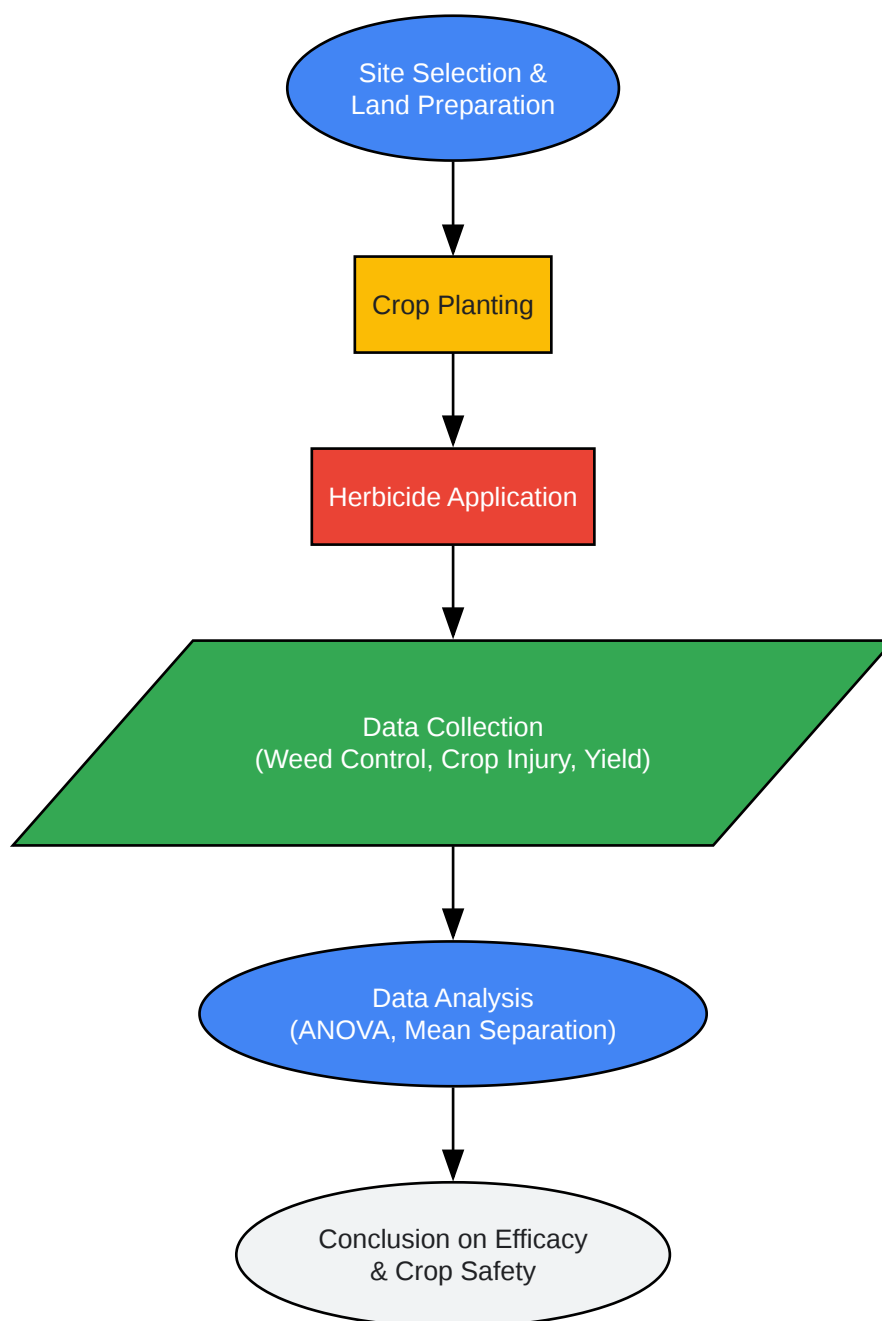 Site Selection &
Land Preparation
Crop Planting
Herbicide Application
Data Collection
(Weed Control, Crop Injury, Yield)
Data Analysis
(ANOVA, Mean Separation)
Conclusion on Efficacy
& Crop Safety